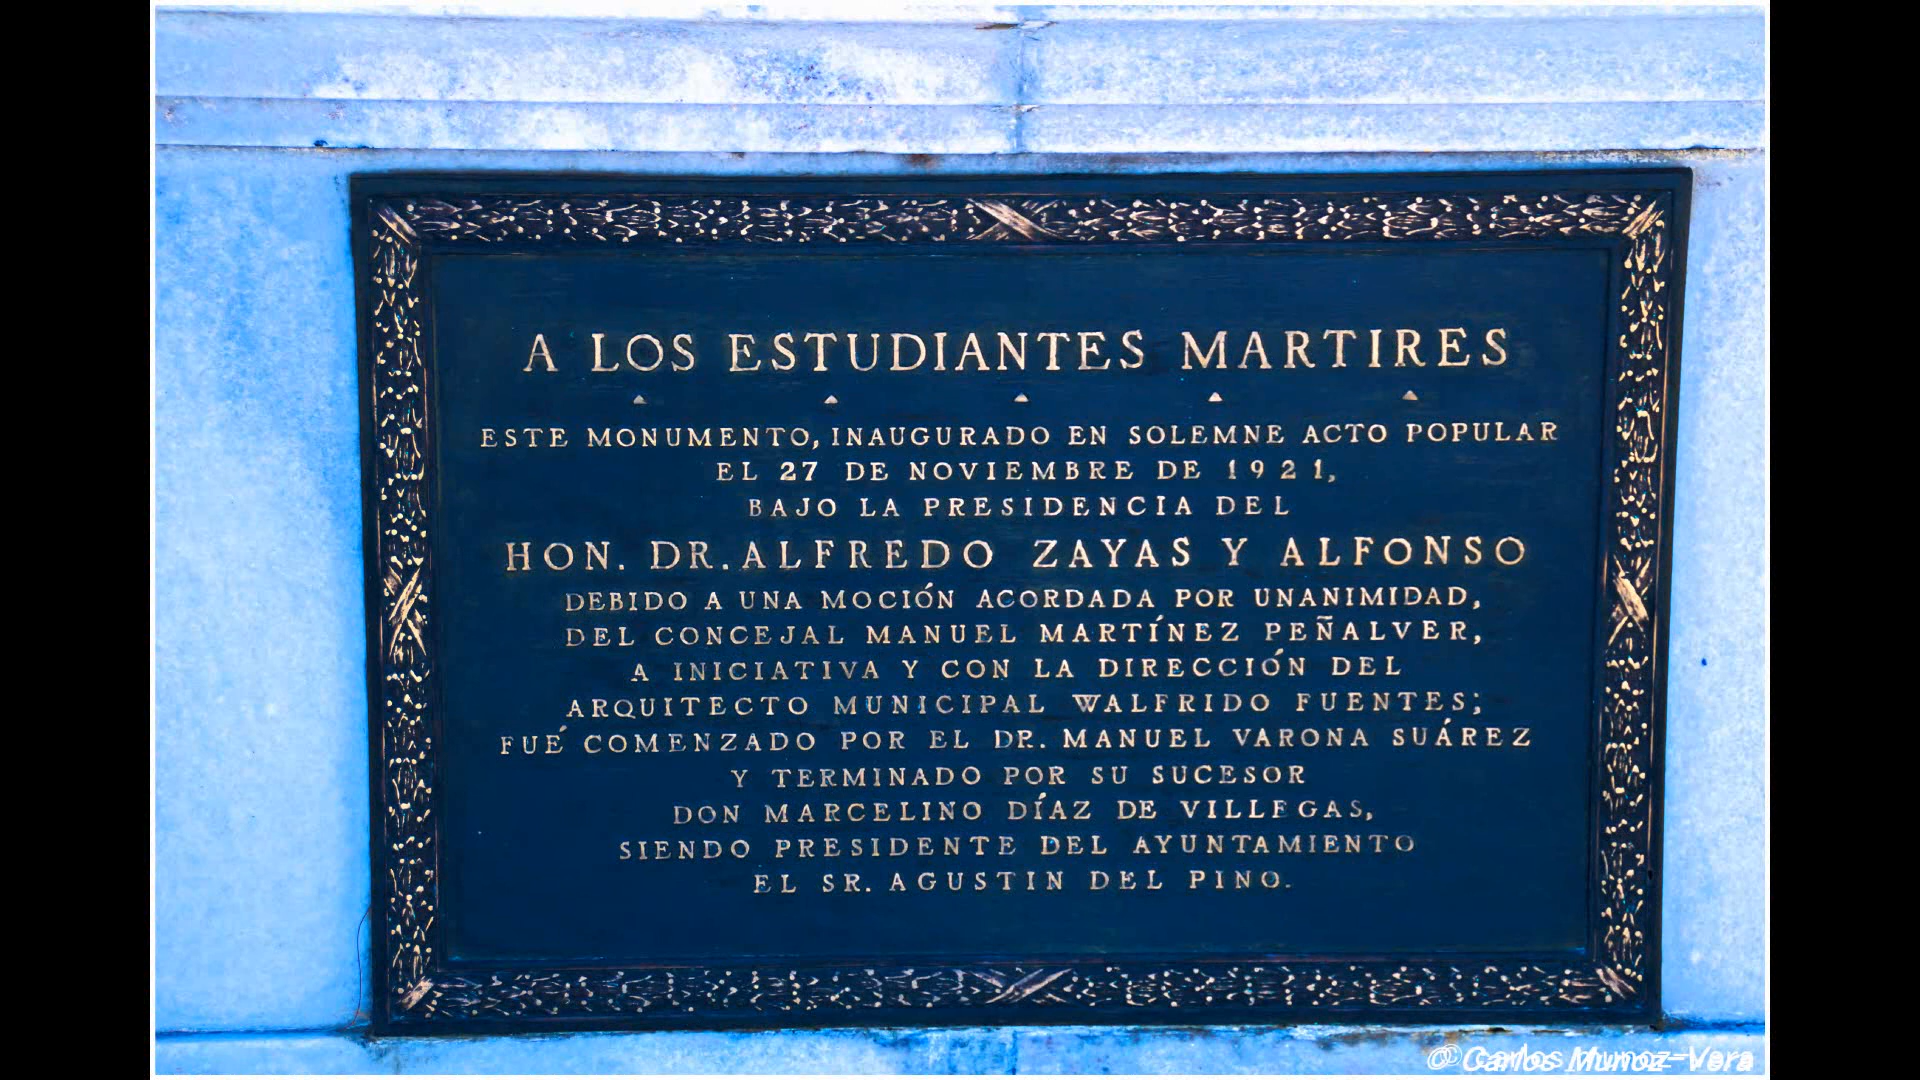 A LOS ESTUDIANTES MARTIRES
ESTE MONUMENTO, INAUGURADO EN SOLEMNE ACTO POPULAR
EL 27 DE NOVIEMBRE DE 1921,
BAJO LA PRESIDENCIA DEL
HON. DR. ALFREDO ZAYAS Y ALFONSO
DEBIDO A UNA MOCIÓN ACORDADA POR UNANIMIDAD,
DEL CONCEJAL MANUEL MARTÍNEZ PEÑALVER,
A INICIATIVA Y CON LA DIRECCIÓN DEL
ARQUITECTO MUNICIPAL WALFRIDO FUENTES;
FUÉ COMENZADO POR EL DR. MANUEL VARONA SUÁREZ
Y TERMINADO POR SU SUCESOR
DON MARCELINO DÍAZ DE VILLEGAS,
SIENDO PRESIDENTE DEL AYUNTAMIENTO
EL SR. AGUSTIN DEL PINO.
© Carlos Munoz-Vera